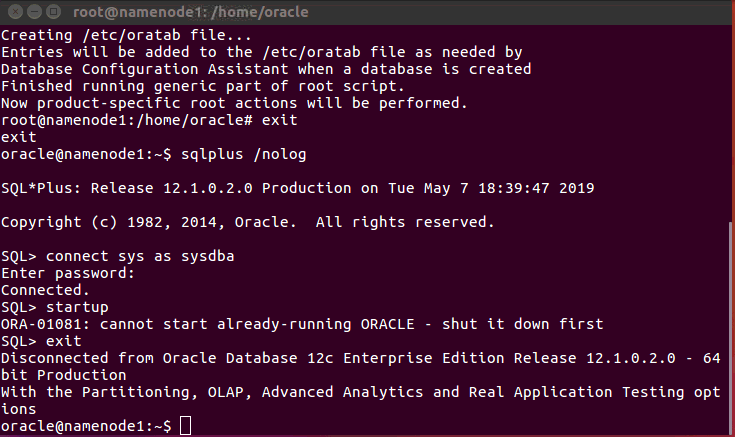 root@namenode1: /home/oracle
Creating /etc/oratab file...
Entries will be added to the /etc/oratab file as needed by
Database Configuration Assistant when a database is created
Finished running generic part of root script.
Now product-specific root actions will be performed.
root@namenode1:/home/oracle# exit
exit
oracle@namenode1:~$ sqlplus /nolog
SQL*Plus: Release 12.1.0.2.0 Production on Tue May 7 18:39:47 2019
Copyright (c) 1982, 2014, Oracle.  All rights reserved.
SQL> connect sys as sysdba
Enter password:
Connected.
SQL> startup
ORA-01081: cannot start already-running ORACLE - shut it down first
SQL> exit
Disconnected from Oracle Database 12c Enterprise Edition Release 12.1.0.2.0 - 64
bit Production
With the Partitioning, OLAP, Advanced Analytics and Real Application Testing opt
ions
oracle@namenode1:~$